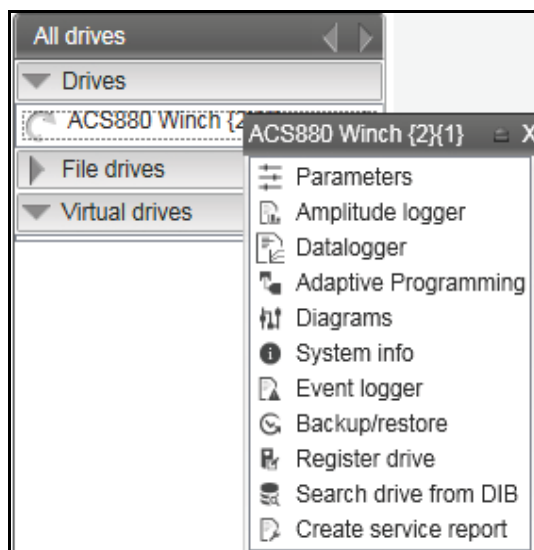 All drives
Drives
ACS880 Winch {2
File drives
Virtual drives
ACS880 Winch {2}{1} X
Parameters
Amplitude logger
Datalogger
Adaptive Programming
Diagrams
System info
Event logger
Backup/restore
Register drive
Search drive from DIB
Create service report